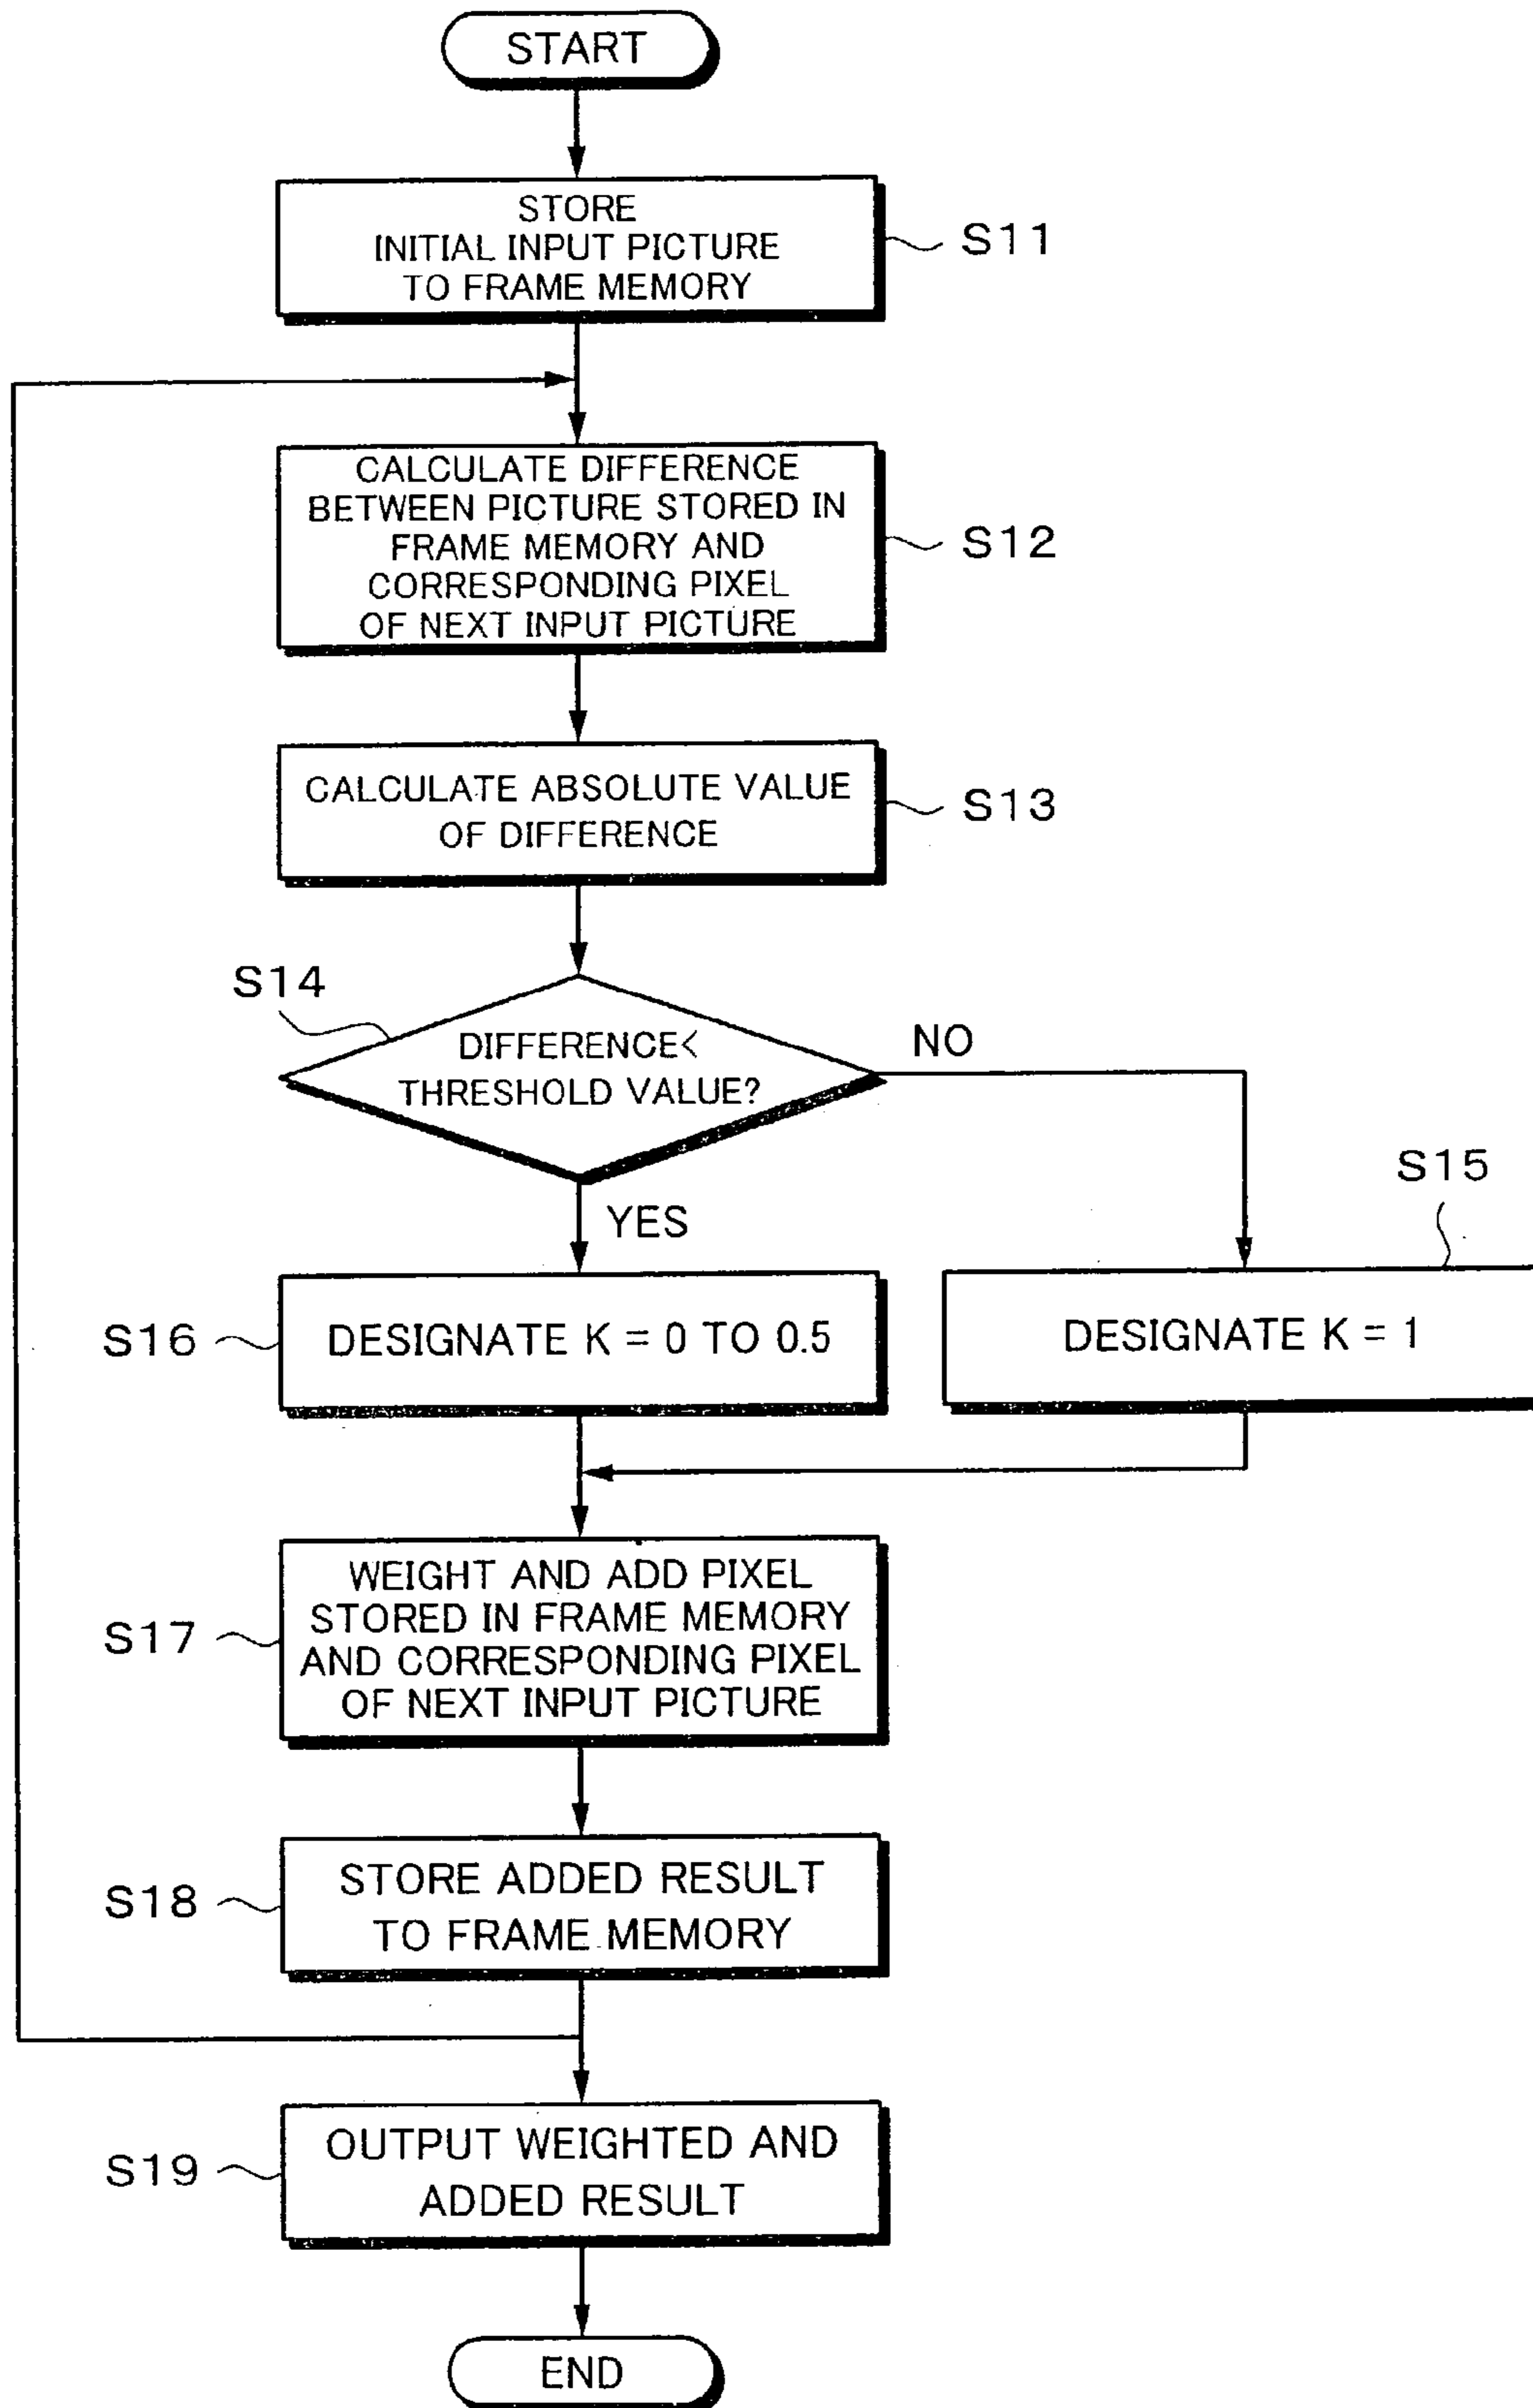 START
STORE
INITIAL INPUT PICTURE
TO FRAME MEMORY
S11
CALCULATE DIFFERENCE
BETWEEN PICTURE STORED IN
FRAME MEMORY AND
CORRESPONDING PIXEL
OF NEXT INPUT PICTURE
S12
CALCULATE ABSOLUTE VALUE
OF DIFFERENCE
S13
S14
DIFFERENCE<
THRESHOLD VALUE?
NO
YES
S15
S16
DESIGNATE K = 0 TO 0.5
DESIGNATE K = 1
S17
WEIGHT AND ADD PIXEL
STORED IN FRAME MEMORY
AND CORRESPONDING PIXEL
OF NEXT INPUT PICTURE
S18
STORE ADDED RESULT
TO FRAME MEMORY
S19
OUTPUT WEIGHTED AND
ADDED RESULT
END